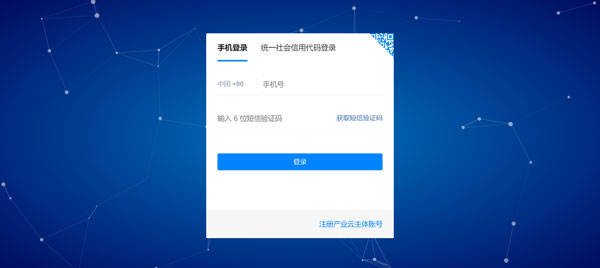 手机登录 统一社会信用代码登录
中国 +86 手机号
输入 6 位短信验证码 获取短信验证码
登录
注册产业云主体账号